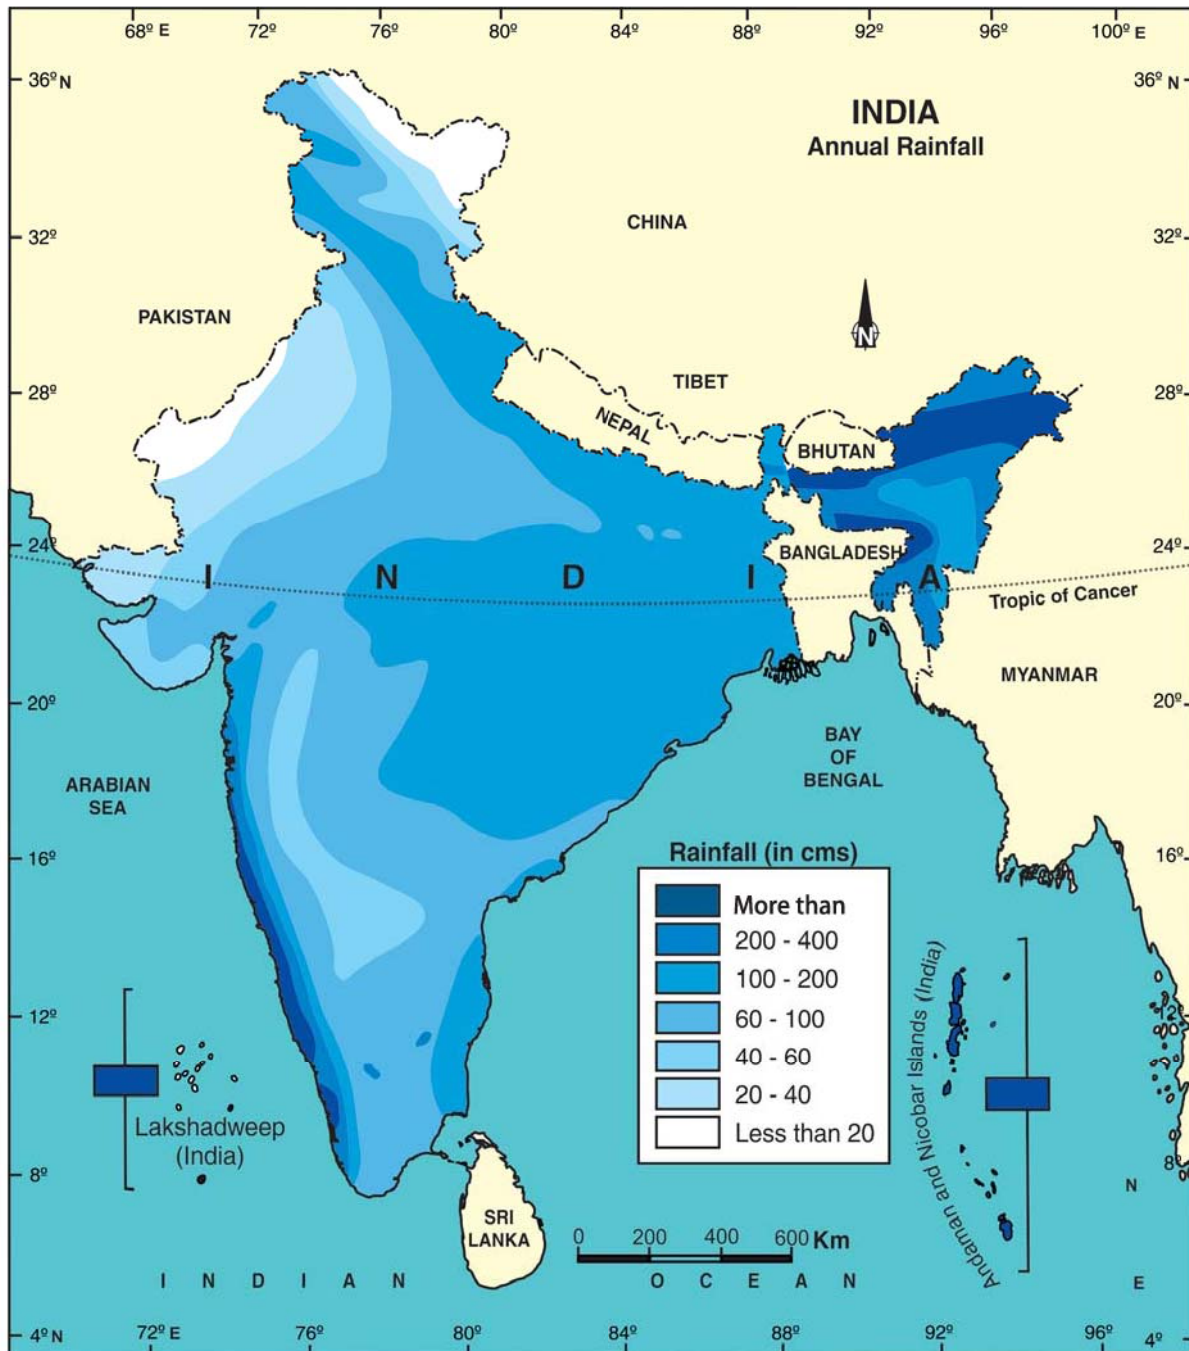 68º E 72º 76º 80º 84º 88º 92º 96º 100º E
36º N
36º N
INDIA
Annual Rainfall
CHINA
32º
32º
PAKISTAN
N
TIBET
28º
28º
NEPAL
BHUTAN
24º
24º
BANGLADESH
I N D I A
Tropic of Cancer
MYANMAR
20º
20º
BAY
OF
BENGAL
ARABIAN
SEA
16º
16º
Rainfall (in cms)
More than
200 - 400
100 - 200
60 - 100
40 - 60
20 - 40
Less than 20
12º
12º
Lakshadweep
(India)
Andaman and Nicobar Islands (India)
8º
8º
SRI
LANKA
0 200 400 600 Km
N
E
I N D I A N O C E A N
4º N
4º
72º E 76º 80º 84º 88º 92º 96º